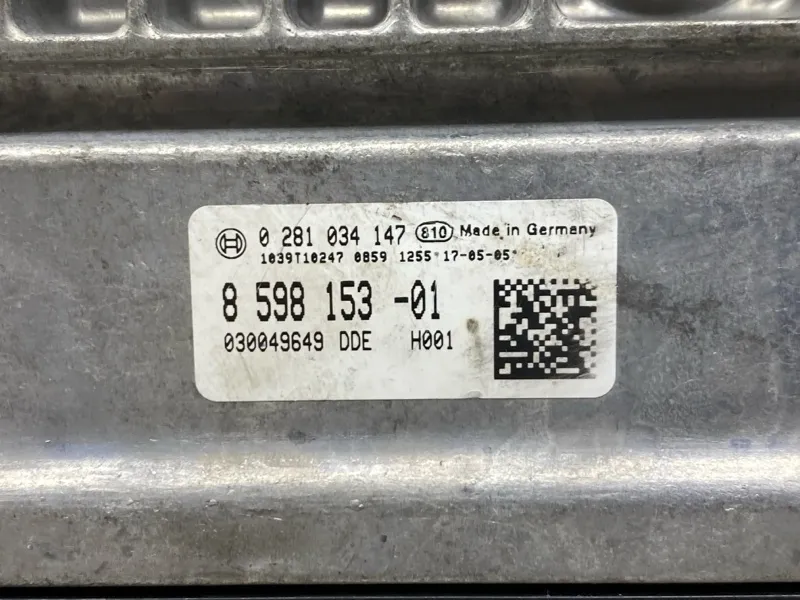 0 281 034 147 810 Made in Germany
1039T10247 0859 1255*17-05-05*
8 598 153 -01
030049649 DDE H001